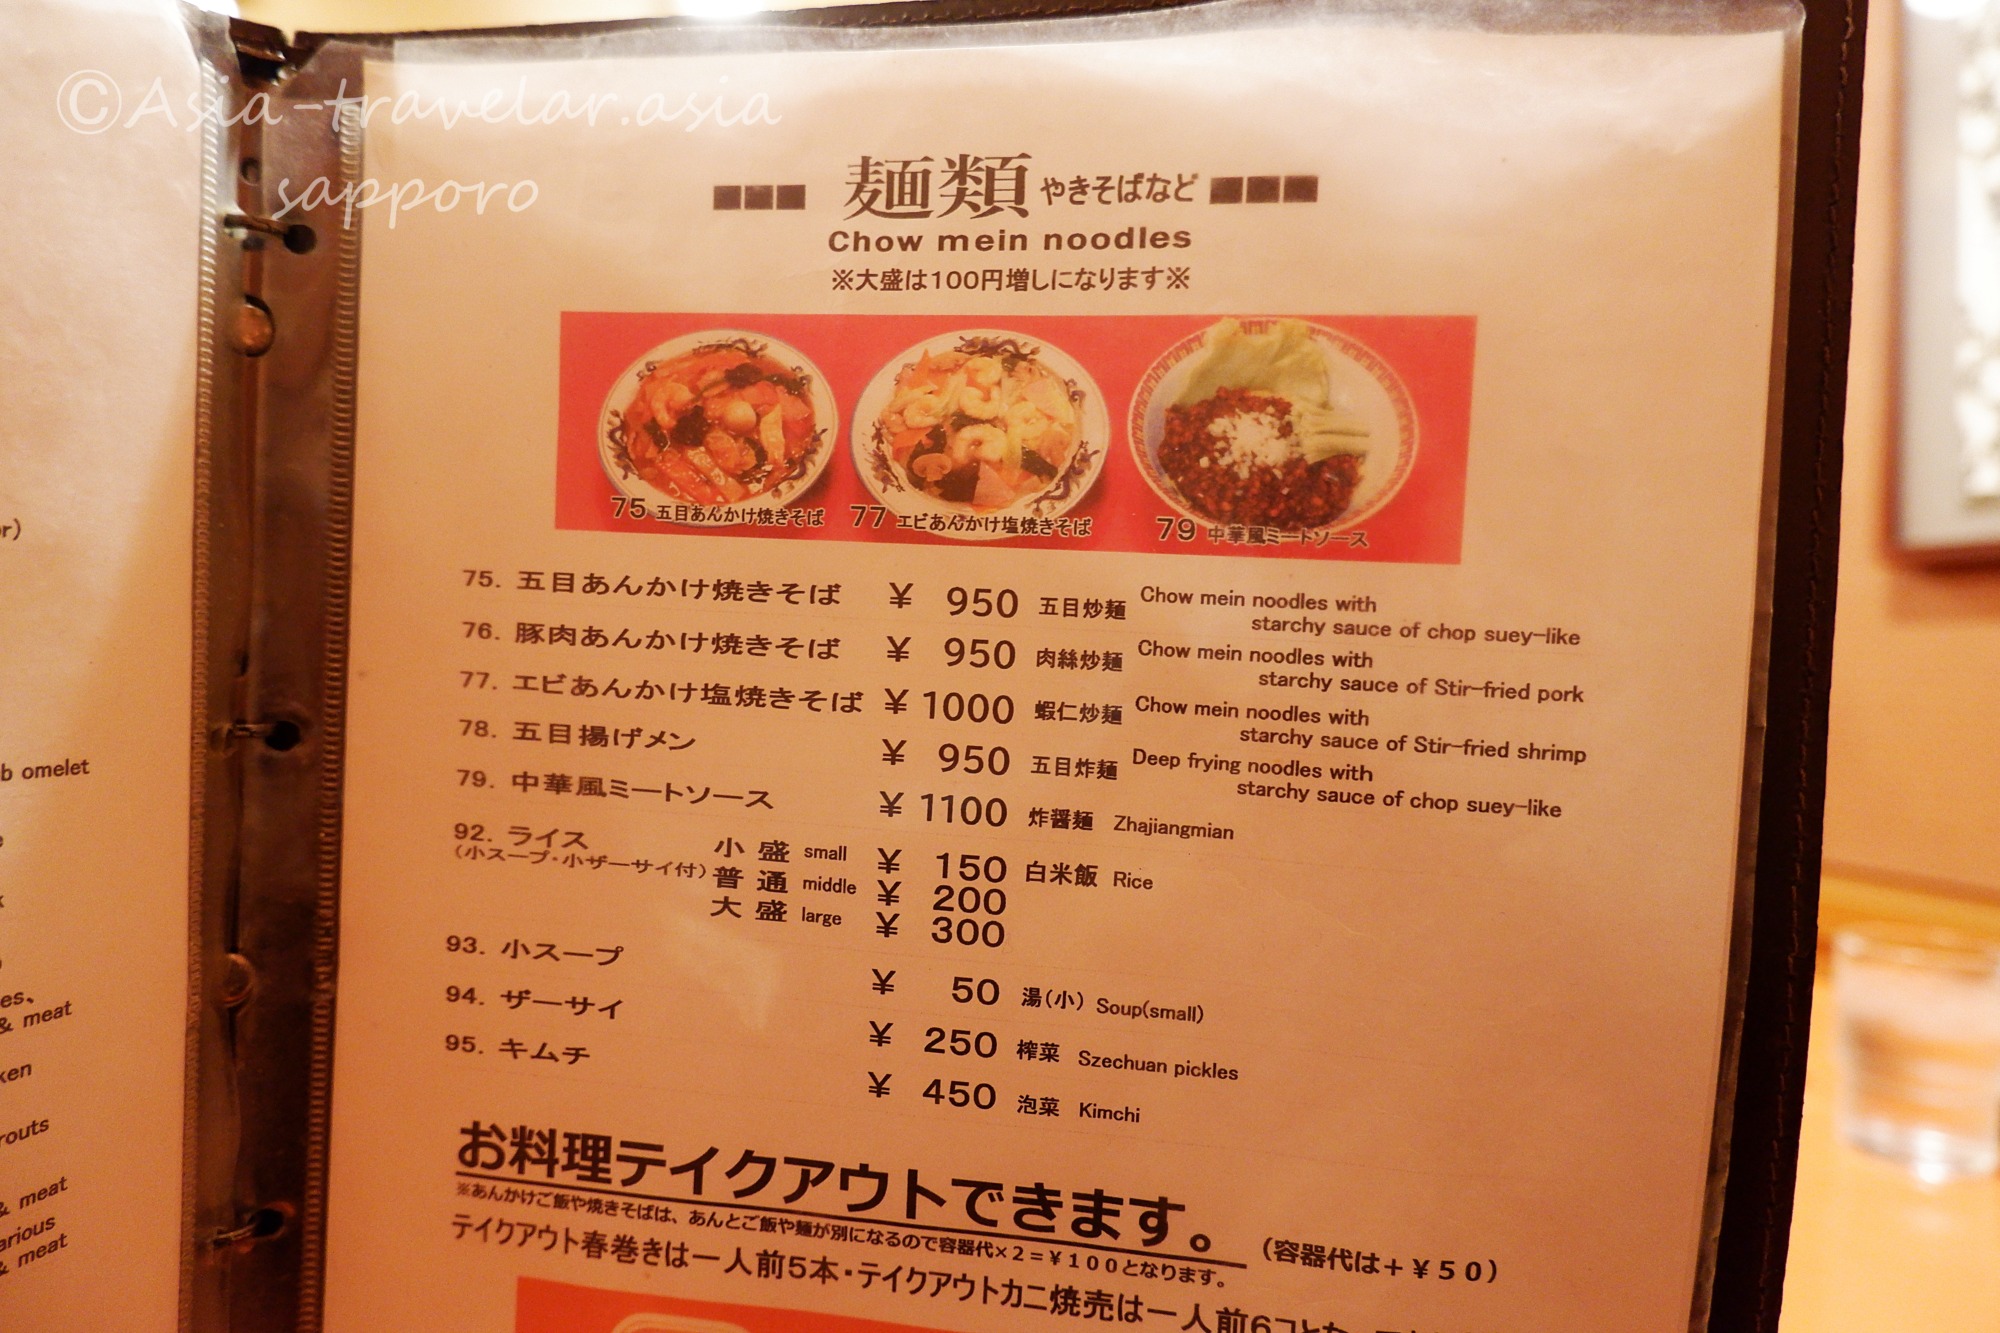 ©Asia-travelar.asia
sapporo
麺類 やきそばなど
Chow mein noodles
※大盛は100円増しになります※
75 五目あんかけ焼きそば 77 エビあんかけ塩焼きそば 79 中華風ミートソース
75. 五目あんかけ焼きそば ¥ 950 五目炒麺 Chow mein noodles with
starchy sauce of chop suey-like
76. 豚肉あんかけ焼きそば ¥ 950 肉絲炒麺 Chow mein noodles with
starchy sauce of Stir-fried pork
77. エビあんかけ塩焼きそば ¥ 1000 蝦仁炒麺 Chow mein noodles with
starchy sauce of Stir-fried shrimp
78. 五目揚げメン ¥ 950 五目炸麺 Deep frying noodles with
starchy sauce of chop suey-like
79. 中華風ミートソース ¥ 1100 炸醤麺 Zhajiangmian
92. ライス 小盛 small ¥ 150 白米飯 Rice
(小スープ・小ザーサイ付) 普通 middle ¥ 200
大盛 large ¥ 300
93. 小スープ ¥ 50 湯(小) Soup(small)
94. ザーサイ ¥ 250 榨菜 Szechuan pickles
95. キムチ ¥ 450 泡菜 Kimchi
お料理テイクアウトできます。 (容器代は+¥50)
※あんかけご飯や焼きそばは、あんとご飯や麺が別になるので容器代×2=¥100となります。
テイクアウト春巻きは一人前5本・テイクアウトカニ焼売は一人前6コ
b omelet
es、
& meat
ken
routs
& meat
arious
& meat